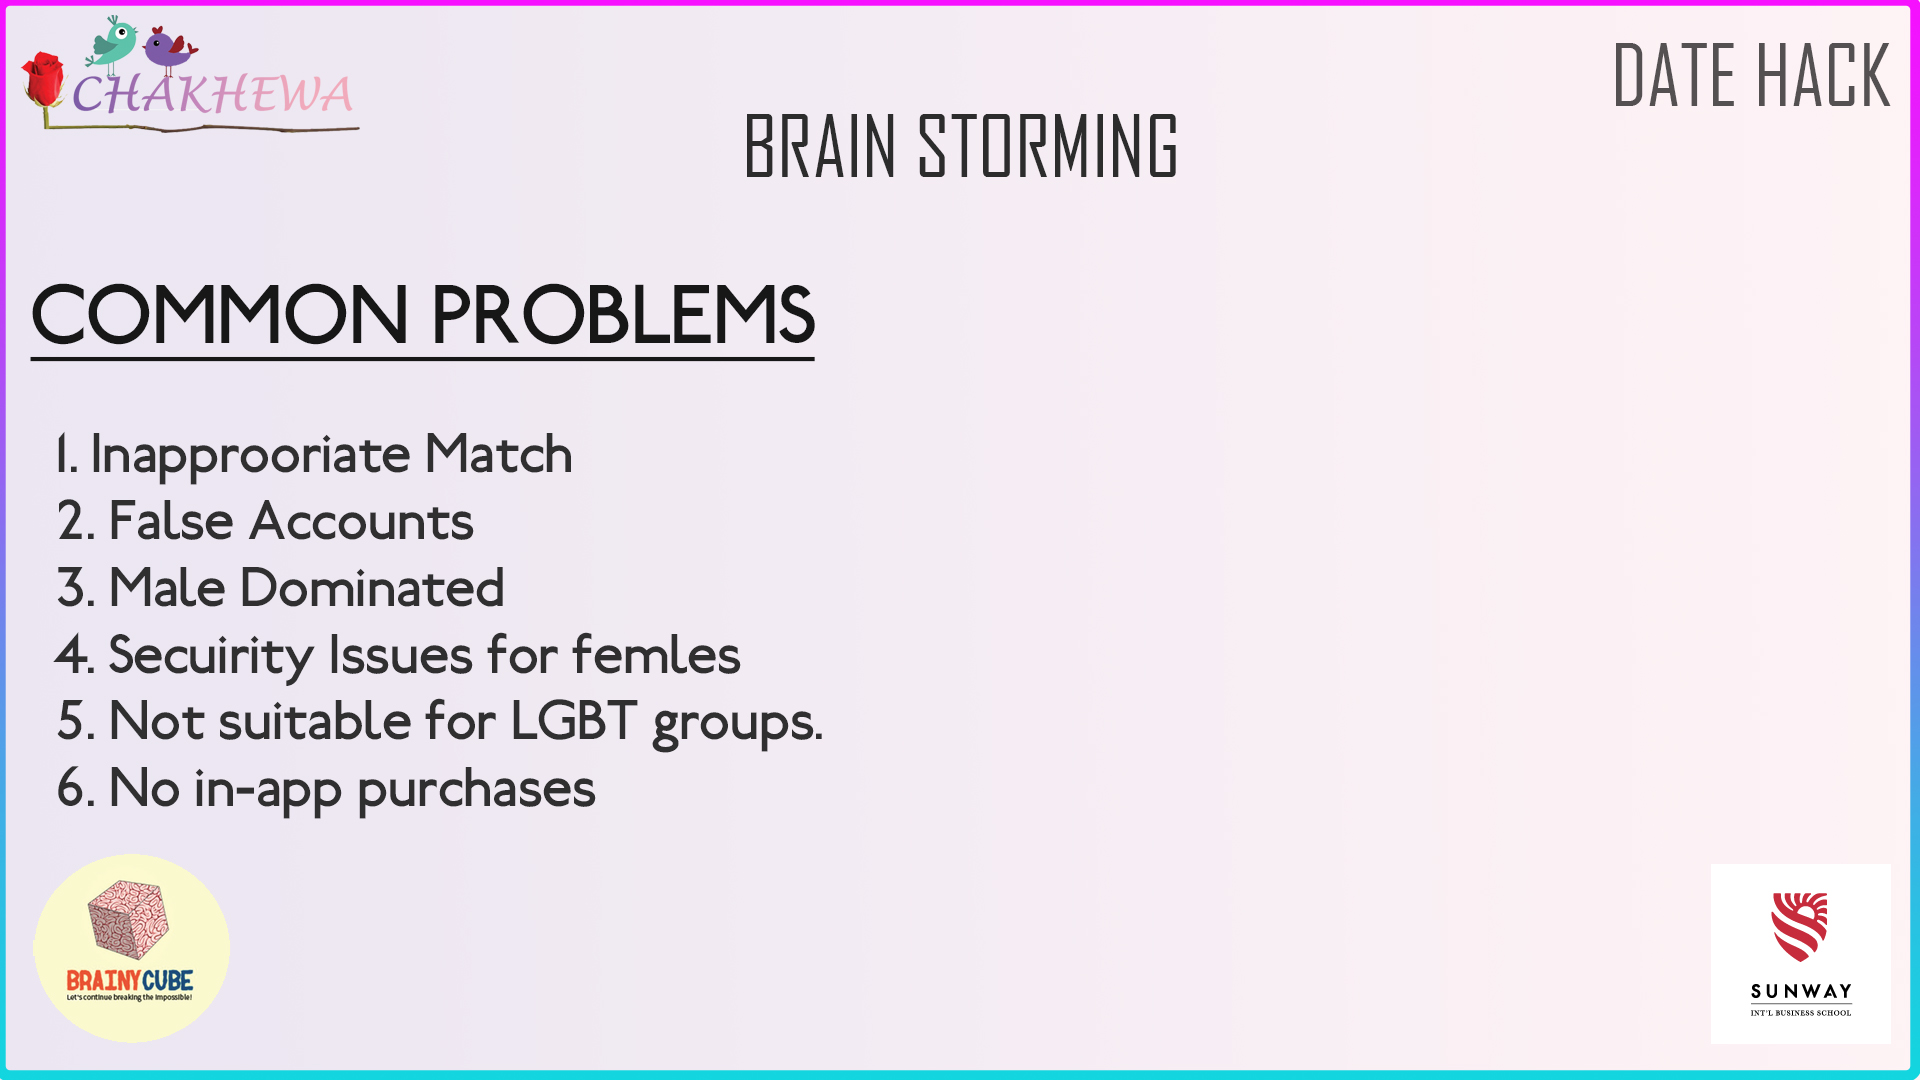 CHAKHEWA
DATE HACK
BRAIN STORMING
COMMON PROBLEMS
1. Inapprooriate Match
2. False Accounts
3. Male Dominated
4. Secuirity Issues for femles
5. Not suitable for LGBT groups.
6. No in-app purchases
BRAINYCUBE
Let's continue breaking the impossible!
SUNWAY
INT'L BUSINESS SCHOOL